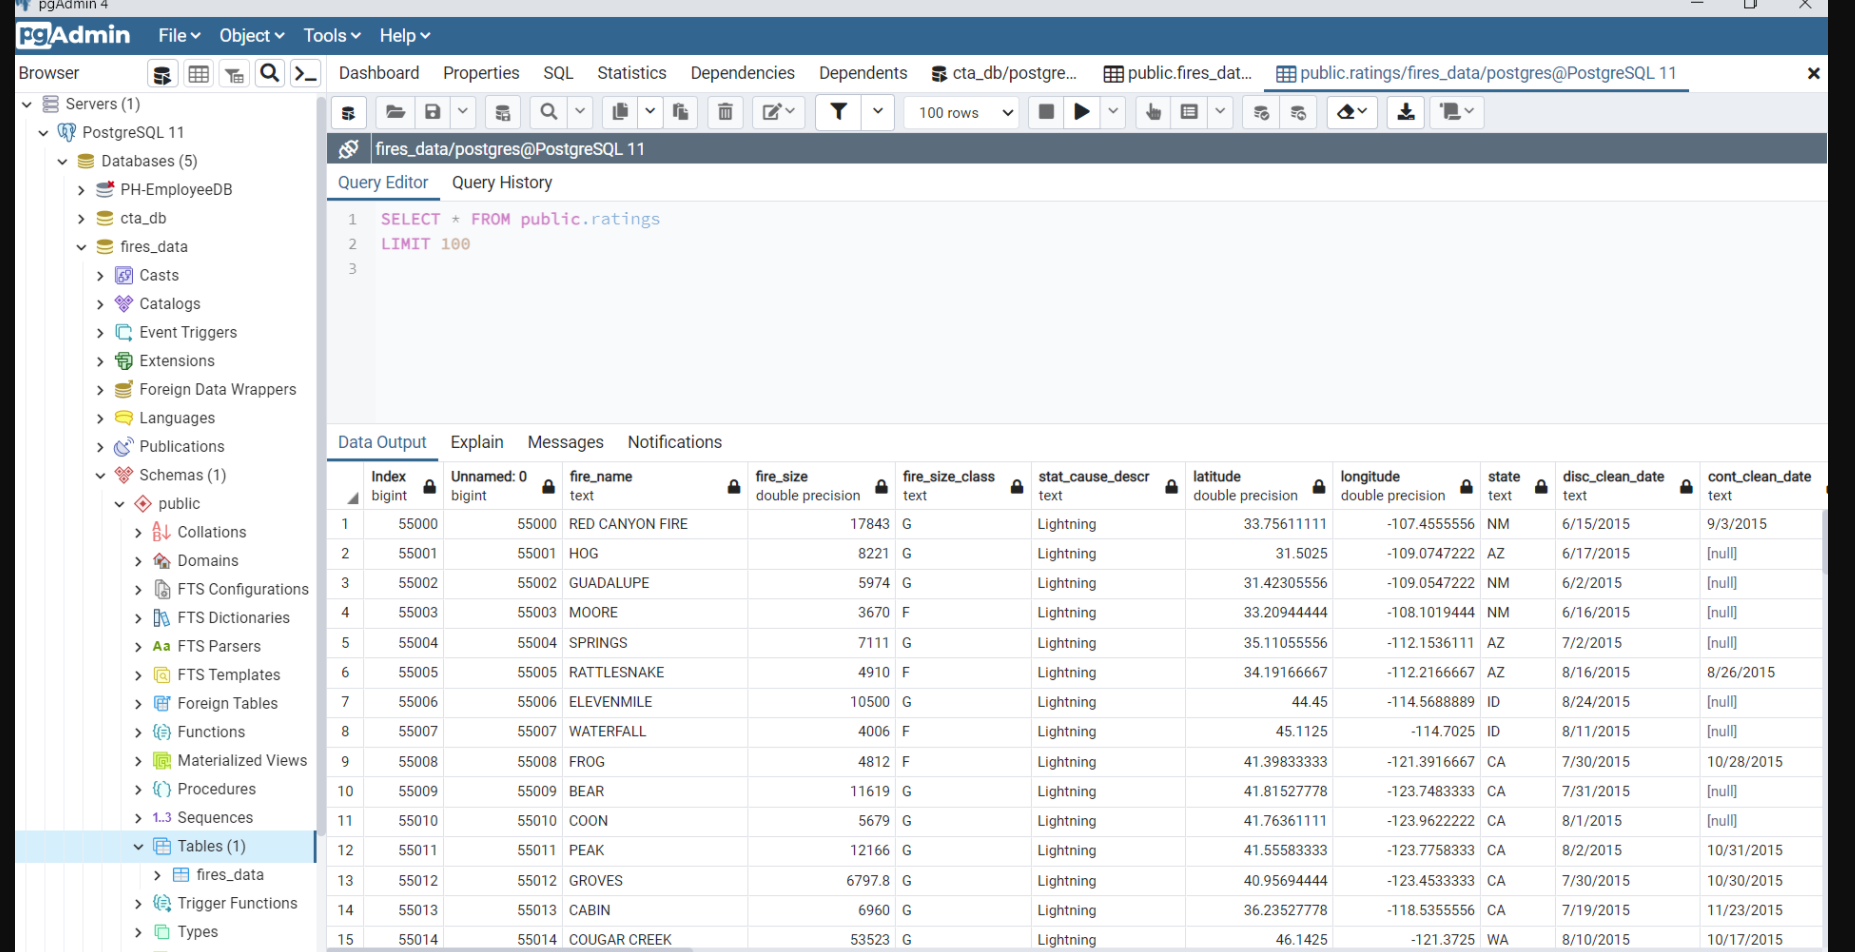 pgAdmin 4
pgAdmin File Object Tools Help
Browser Dashboard Properties SQL Statistics Dependencies Dependents cta_db/postgre... public.fires_dat... public.ratings/fires_data/postgres@PostgreSQL 11
100 rows
fires_data/postgres@PostgreSQL 11
Query Editor Query History
1 SELECT * FROM public.ratings
2 LIMIT 100
3
Servers (1)
PostgreSQL 11
Databases (5)
PH-EmployeeDB
cta_db
fires_data
Casts
Catalogs
Event Triggers
Extensions
Foreign Data Wrappers
Languages
Publications
Schemas (1)
public
Collations
Domains
FTS Configurations
FTS Dictionaries
Aa FTS Parsers
FTS Templates
Foreign Tables
Functions
Materialized Views
Procedures
1..3 Sequences
Tables (1)
fires_data
Trigger Functions
Types
Data Output Explain Messages Notifications
Index Unnamed: 0 fire_name fire_size fire_size_class stat_cause_descr latitude longitude state disc_clean_date cont_clean_date
bigint bigint text double precision text text double precision double precision text text text
1 55000 55000 RED CANYON FIRE 17843 G Lightning 33.75611111 -107.4555556 NM 6/15/2015 9/3/2015
2 55001 55001 HOG 8221 G Lightning 31.5025 -109.0747222 AZ 6/17/2015 [null]
3 55002 55002 GUADALUPE 5974 G Lightning 31.42305556 -109.0547222 NM 6/2/2015 [null]
4 55003 55003 MOORE 3670 F Lightning 33.20944444 -108.1019444 NM 6/16/2015 [null]
5 55004 55004 SPRINGS 7111 G Lightning 35.11055556 -112.1536111 AZ 7/2/2015 [null]
6 55005 55005 RATTLESNAKE 4910 F Lightning 34.19166667 -112.2166667 AZ 8/16/2015 8/26/2015
7 55006 55006 ELEVENMILE 10500 G Lightning 44.45 -114.5688889 ID 8/24/2015 [null]
8 55007 55007 WATERFALL 4006 F Lightning 45.1125 -114.7025 ID 8/11/2015 [null]
9 55008 55008 FROG 4812 F Lightning 41.39833333 -121.3916667 CA 7/30/2015 10/28/2015
10 55009 55009 BEAR 11619 G Lightning 41.81527778 -123.7483333 CA 7/31/2015 [null]
11 55010 55010 COON 5679 G Lightning 41.76361111 -123.9622222 CA 8/1/2015 [null]
12 55011 55011 PEAK 12166 G Lightning 41.55583333 -123.7758333 CA 8/2/2015 10/31/2015
13 55012 55012 GROVES 6797.8 G Lightning 40.95694444 -123.4533333 CA 7/30/2015 10/30/2015
14 55013 55013 CABIN 6960 G Lightning 36.23527778 -118.5355556 CA 7/19/2015 11/23/2015
15 55014 55014 COUGAR CREEK 53523 G Lightning 46.1425 -121.3725 WA 8/10/2015 10/17/2015